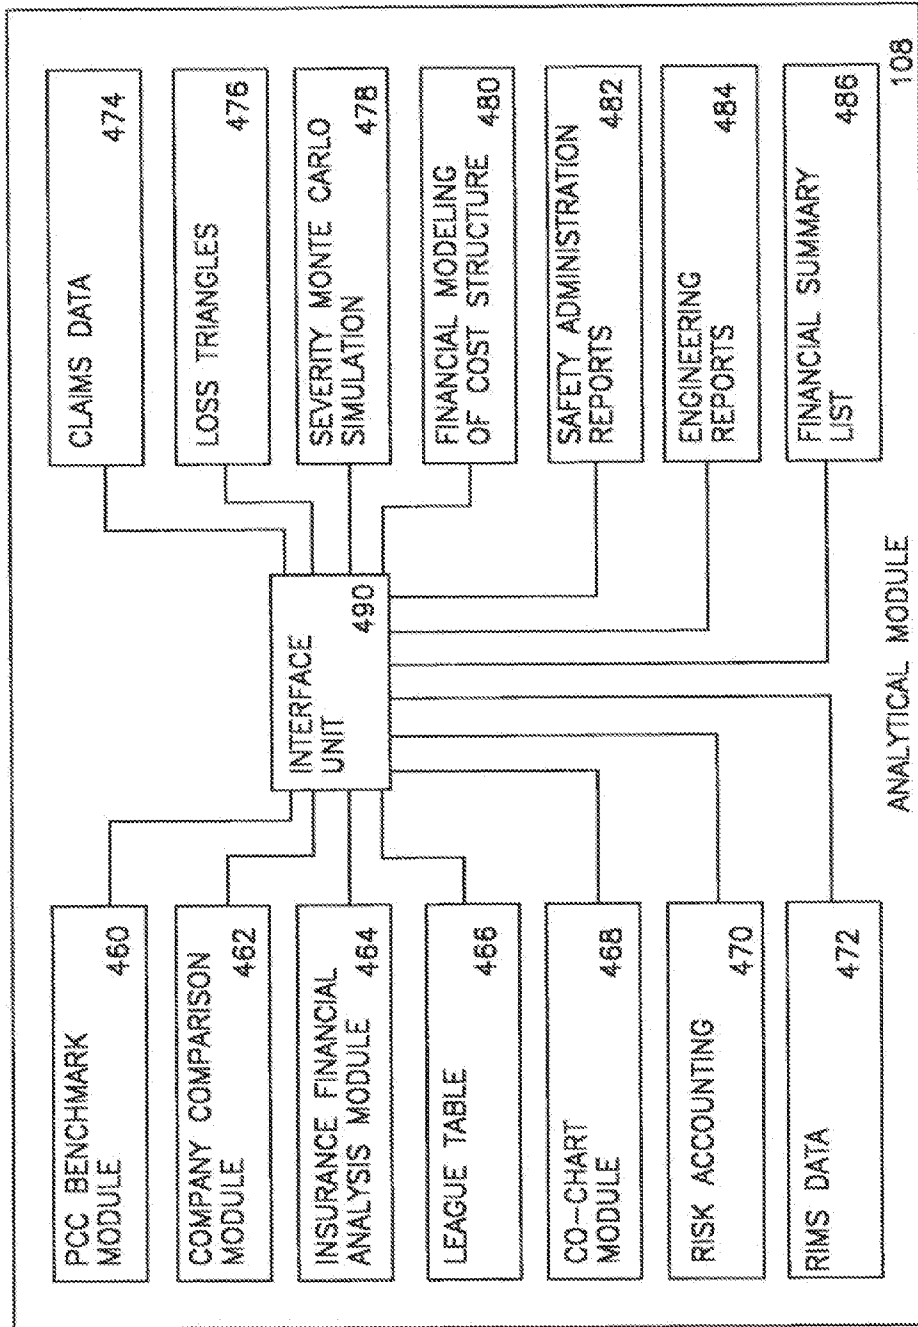 PCC BENCHMARK
MODULE
460
COMPANY COMPARISON
MODULE
462
INSURANCE FINANCIAL
ANALYSIS MODULE
464
LEAGUE TABLE
466
CO-CHART
MODULE
468
RISK ACCOUNTING
470
RIMS DATA
472
INTERFACE
UNIT
490
CLAIMS DATA
474
LOSS TRIANGLES
476
SEVERITY MONTE CARLO
SIMULATION
478
FINANCIAL MODELING
OF COST STRUCTURE
480
SAFETY ADMINISTRATION
REPORTS
482
ENGINEERING
REPORTS
484
FINANCIAL SUMMARY
LIST
486
ANALYTICAL MODULE
108